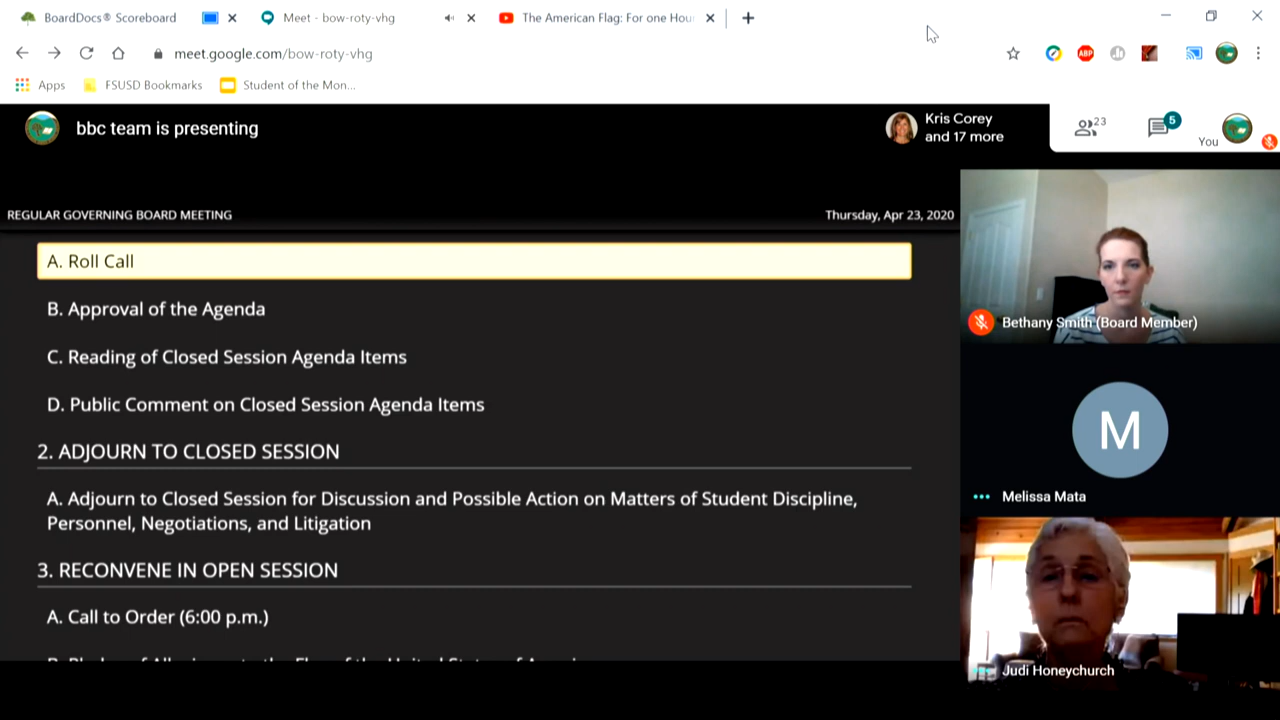 BoardDocs® Scoreboard
Meet - bow-roty-vhg
The American Flag: For one Hou
meet.google.com/bow-roty-vhg
ABP
Apps
FSUSD Bookmarks
Student of the Mon...
bbc team is presenting
Kris Corey
and 17 more
23
5
You
REGULAR GOVERNING BOARD MEETING
Thursday, Apr 23, 2020
A. Roll Call
B. Approval of the Agenda
C. Reading of Closed Session Agenda Items
D. Public Comment on Closed Session Agenda Items
2. ADJOURN TO CLOSED SESSION
A. Adjourn to Closed Session for Discussion and Possible Action on Matters of Student Discipline,
Personnel, Negotiations, and Litigation
3. RECONVENE IN OPEN SESSION
A. Call to Order (6:00 p.m.)
Bethany Smith (Board Member)
M
Melissa Mata
Judi Honeychurch